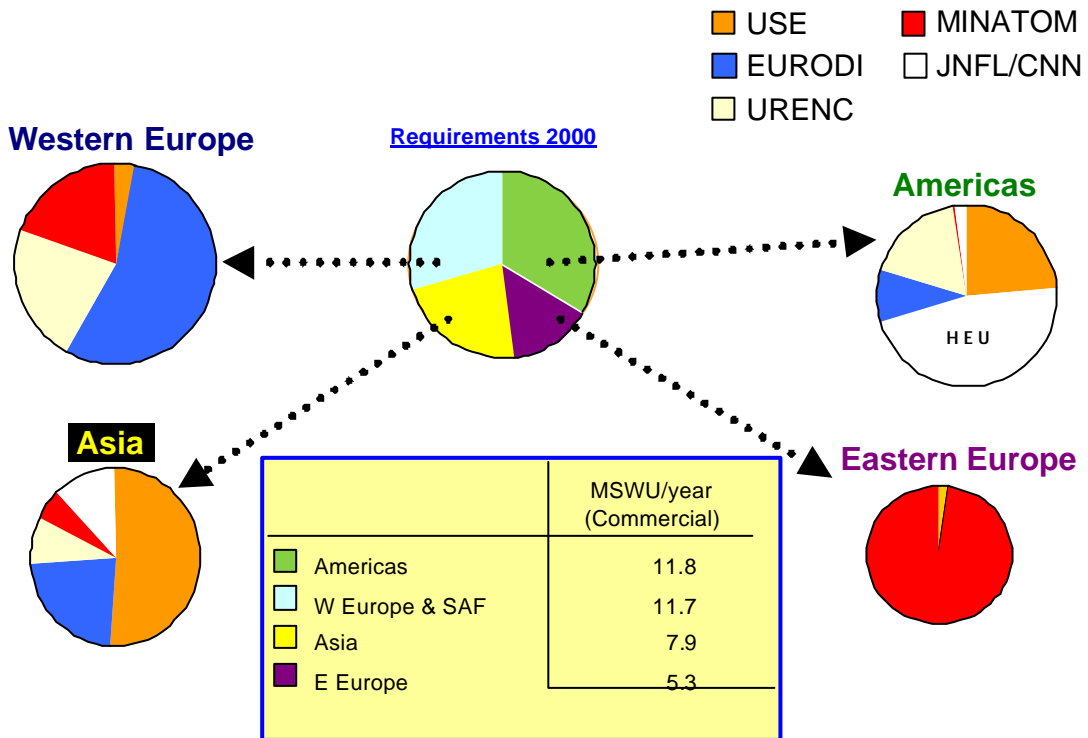 USE MINATOM
EURODI JNFL/CNN
URENC
Western Europe
Requirements 2000
Americas
HEU
Asia
Eastern Europe
MSWU/year
(Commercial)
Americas 11.8
W Europe & SAF 11.7
Asia 7.9
E Europe 5.3